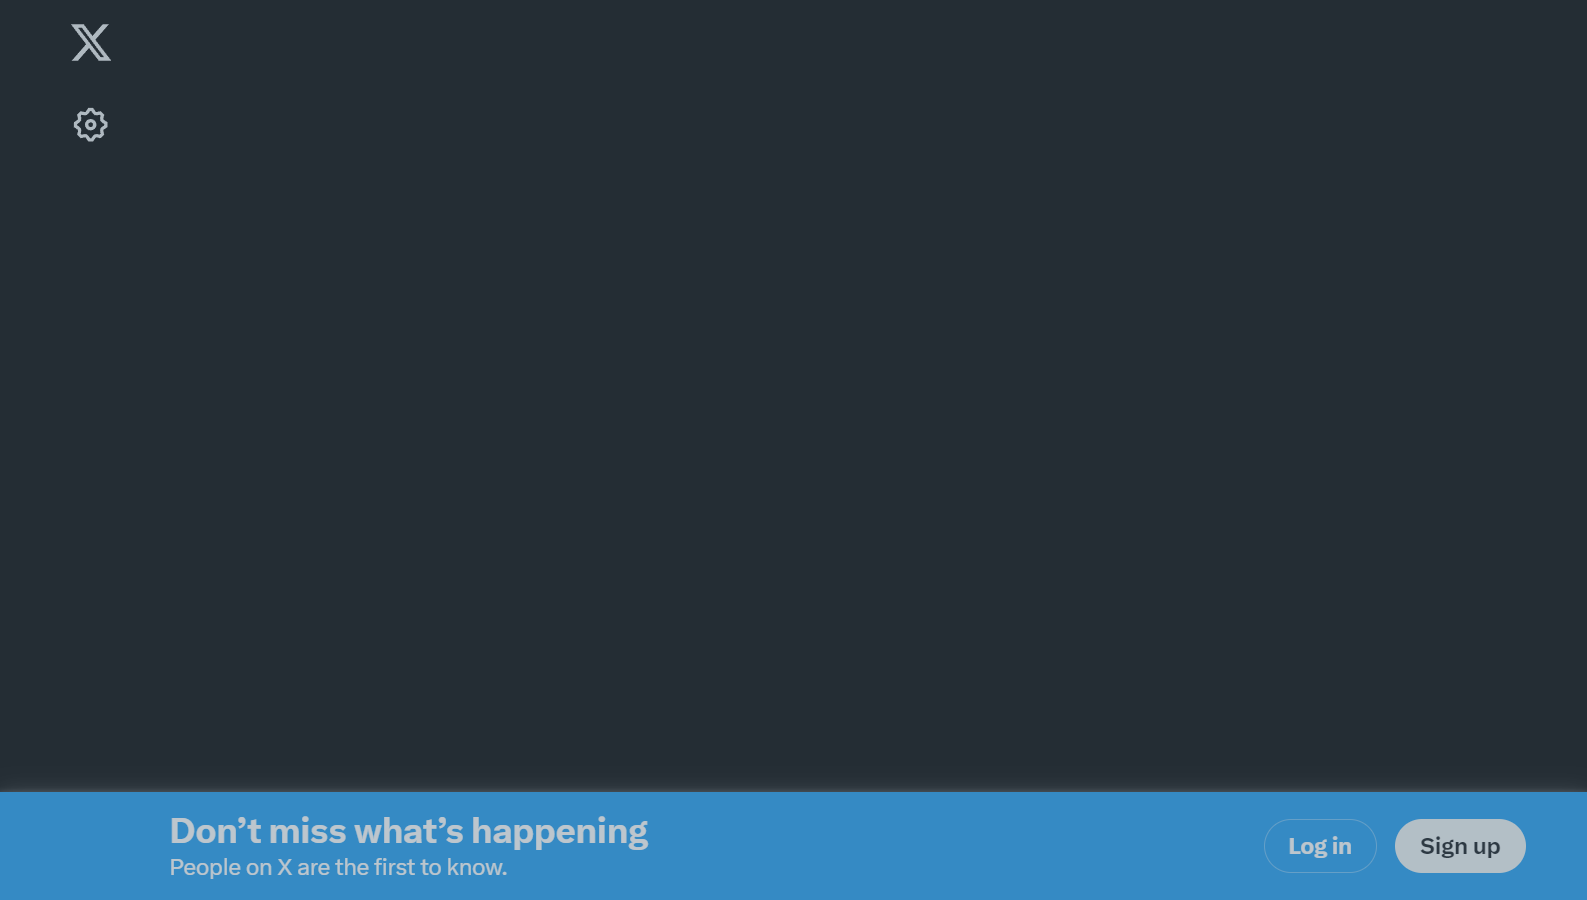 Don’t miss what’s happening
People on X are the first to know.
Log in
Sign up